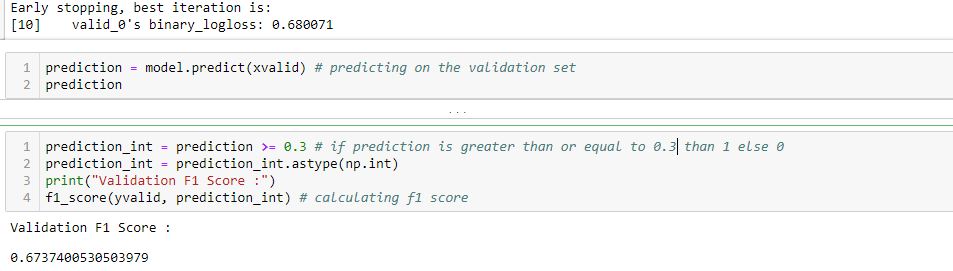 Early stopping, best iteration is:
[10]    valid_0's binary_logloss: 0.680071
1 prediction = model.predict(xvalid) # predicting on the validation set
2 prediction
...
1 prediction_int = prediction >= 0.3 # if prediction is greater than or equal to 0.3 than 1 else 0
2 prediction_int = prediction_int.astype(np.int)
3 print("Validation F1 Score :")
4 f1_score(yvalid, prediction_int) # calculating f1 score
Validation F1 Score :
0.6737400530503979